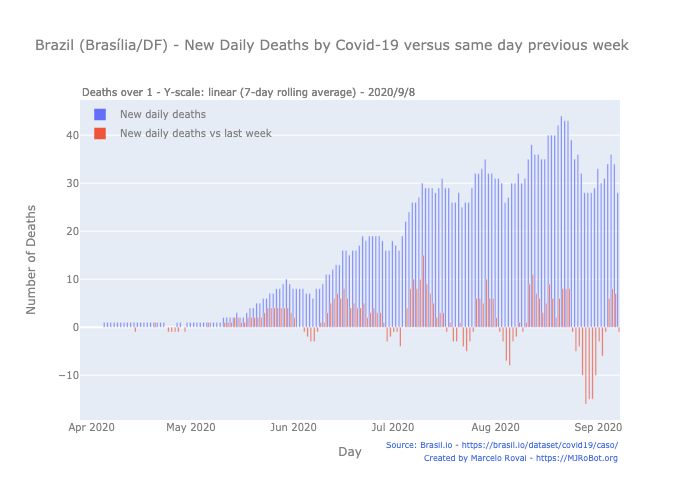 Brazil (Brasília/DF) - New Daily Deaths by Covid-19 versus same day previous week
Deaths over 1 - Y-scale: linear (7-day rolling average) - 2020/9/8
New daily deaths
New daily deaths vs last week
40
30
20
10
0
−10
Number of Deaths
Apr 2020 May 2020 Jun 2020 Jul 2020 Aug 2020 Sep 2020
Day
Source: Brasil.io - https://brasil.io/dataset/covid19/caso/
Created by Marcelo Rovai - https://MJRoBot.org